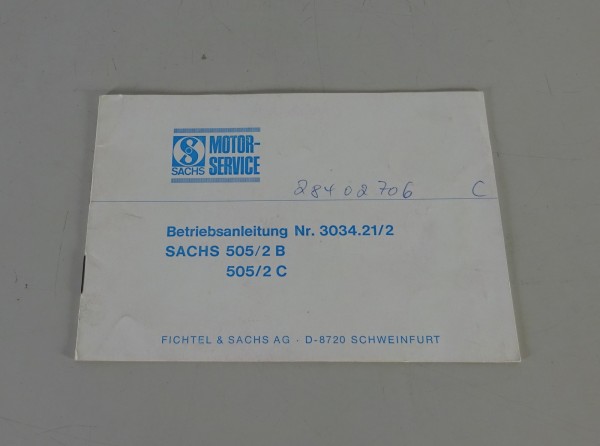 SACHS
MOTOR-
SERVICE
28402706 C
Betriebsanleitung Nr. 3034.21/2
SACHS 505/2 B
505/2 C
FICHTEL & SACHS AG - D-8720 SCHWEINFURT